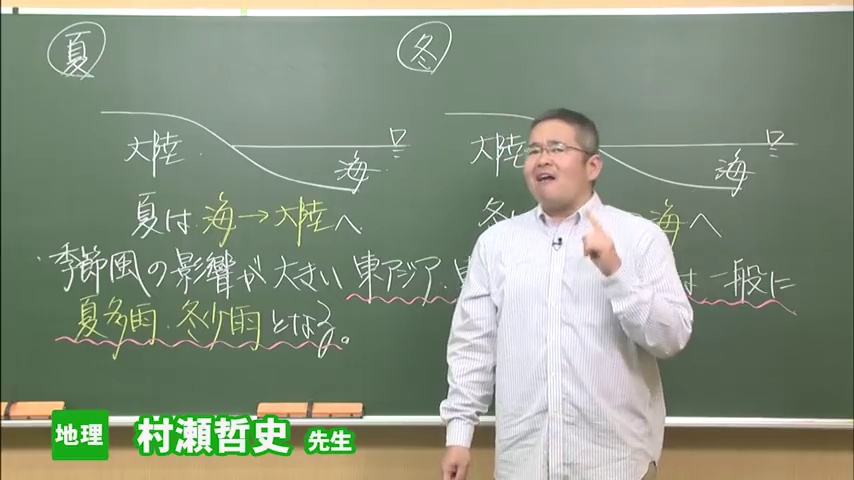 夏
冬
大陸
海
大陸
海
夏は 海→大陸へ
冬 海へ
季節風の影響が大きい東アジア・ は一般に
夏多雨・冬少雨となる。
地理 村瀬哲史 先生